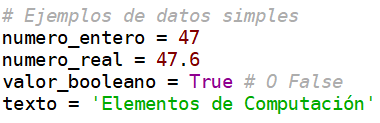 # Ejemplos de datos simples
numero_entero = 47
numero_real = 47.6
valor_booleano = True # O False
texto = 'Elementos de Computación'